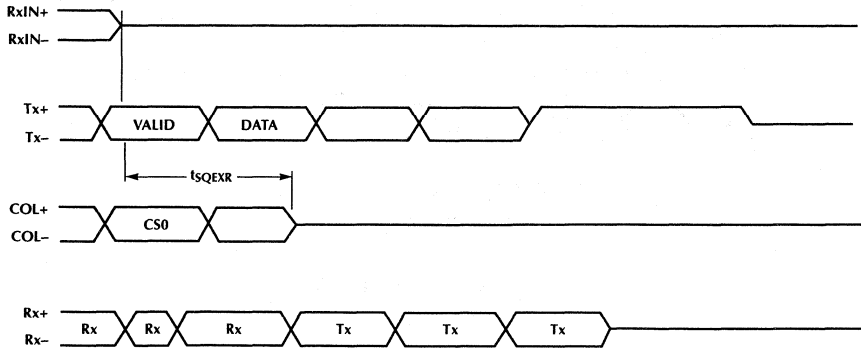 RxIN+
RxIN–
Tx+
Tx–
VALID DATA
tSQEXR
COL+
COL–
CS0
Rx+
Rx–
Rx Rx Rx Tx Tx Tx